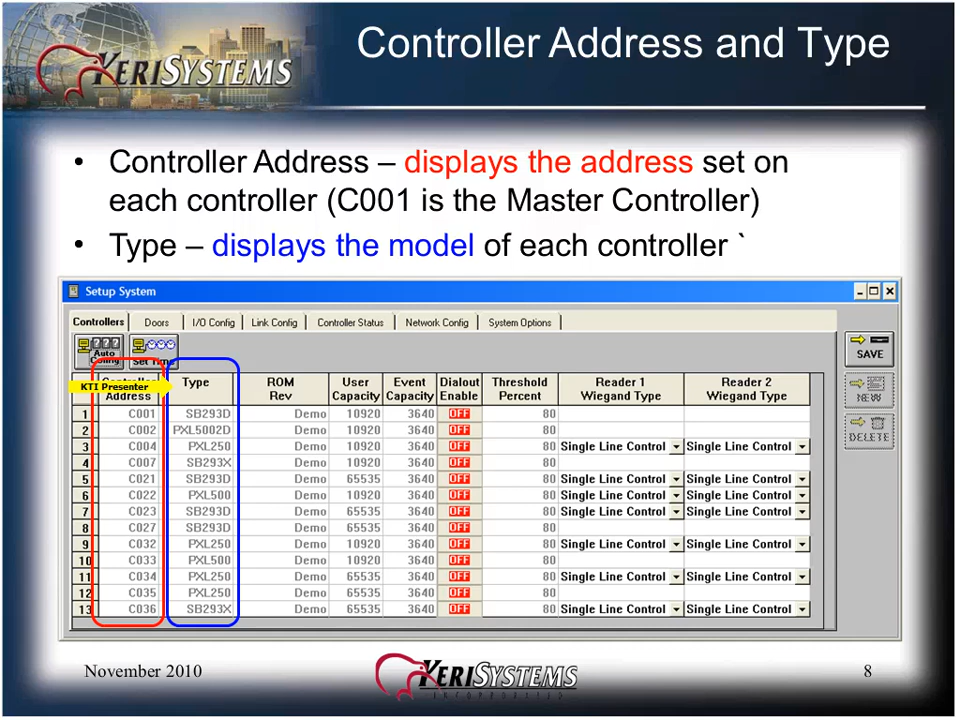 Controller Address and Type
KERISYSTEMS
• Controller Address – displays the address set on
each controller (C001 is the Master Controller)
• Type – displays the model of each controller `
Setup System
Controllers Doors I/O Config Link Config Controller Status Network Config System Options
Auto Config Set Time
SAVE
NEW
DELETE
KTI Presenter
Controller Address Type ROM Rev User Capacity Event Capacity Dialout Enable Threshold Percent Reader 1 Wiegand Type Reader 2 Wiegand Type
1 C001 SB293D Demo 10920 3640 OFF 80
2 C002 PXL5002D Demo 10920 3640 OFF 80
3 C004 PXL250 Demo 10920 3640 OFF 80 Single Line Control Single Line Control
4 C007 SB293X Demo 10920 3640 OFF 80
5 C021 SB293D Demo 65535 3640 OFF 80 Single Line Control Single Line Control
6 C022 PXL500 Demo 10920 3640 OFF 80 Single Line Control Single Line Control
7 C023 SB293D Demo 65535 3640 OFF 80 Single Line Control Single Line Control
8 C027 SB293D Demo 65535 3640 OFF 80
9 C032 PXL250 Demo 10920 3640 OFF 80 Single Line Control Single Line Control
10 C033 PXL500 Demo 10920 3640 OFF 80
11 C034 PXL250 Demo 65535 3640 OFF 80 Single Line Control Single Line Control
12 C035 PXL250 Demo 65535 3640 OFF 80
13 C036 SB293X Demo 65535 3640 OFF 80 Single Line Control Single Line Control
November 2010
KERISYSTEMS
INCORPORATED
8